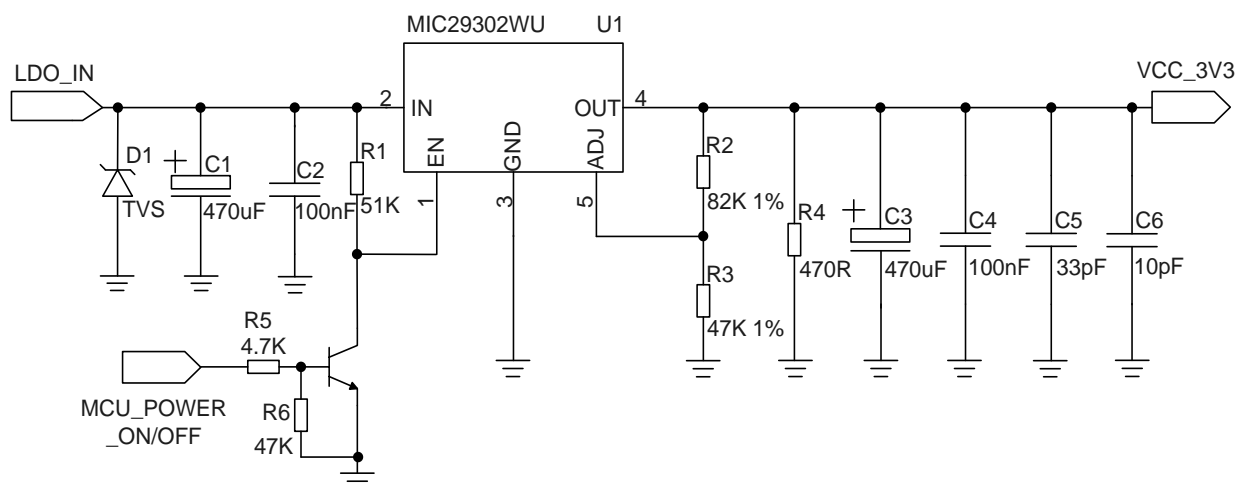 MIC29302WU U1
LDO_IN
VCC_3V3
2 IN
OUT 4
EN
GND
ADJ
1
3
5
D1
TVS
+ C1
470uF
C2
100nF
R1
51K
R2
82K 1%
R3
47K 1%
R4
470R
+ C3
470uF
C4
100nF
C5
33pF
C6
10pF
R5
4.7K
MCU_POWER
_ON/OFF
R6
47K